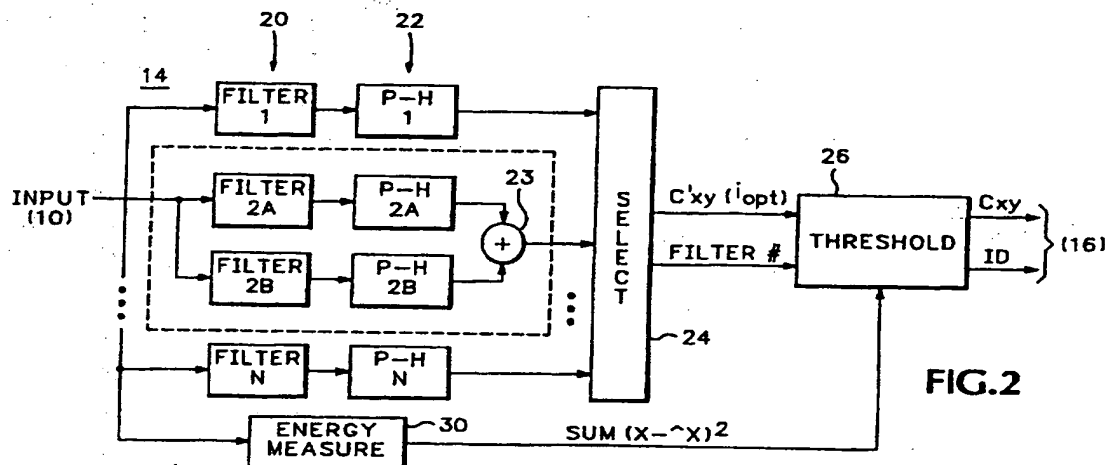 20
22
14
FILTER
1
P-H
1
23
26
INPUT
(10)
FILTER
2A
P-H
2A
+
FILTER
2B
P-H
2B
SELECT
C'xy (iopt)
FILTER #
THRESHOLD
Cxy
ID
(16)
24
FILTER
N
P-H
N
FIG.2
ENERGY
MEASURE
30
SUM (X-^X)2